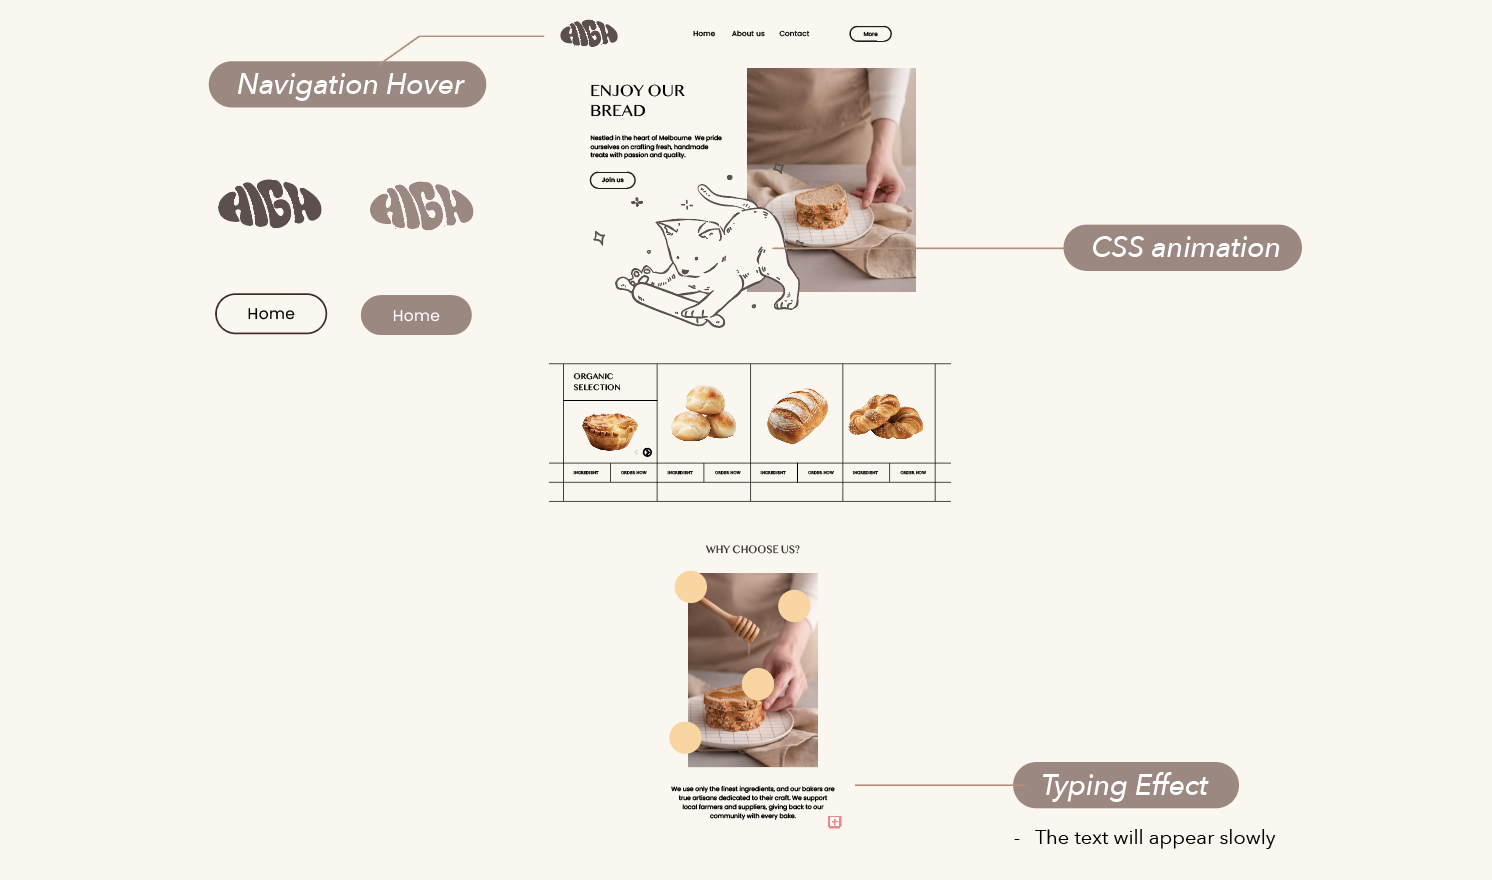 HIGH
Home
About us
Contact
More
Navigation Hover
ENJOY OUR
BREAD
Nestled in the heart of Melbourne We pride
ourselves on crafting fresh, handmade
treats with passion and quality.
Join us
HIGH
HIGH
CSS animation
Home
Home
ORGANIC
SELECTION
INGREDIENT
ORDER NOW
INGREDIENT
ORDER NOW
INGREDIENT
ORDER NOW
INGREDIENT
ORDER NOW
WHY CHOOSE US?
We use only the finest ingredients, and our bakers are
true artisans dedicated to their craft. We support
local farmers and suppliers, giving back to our
community with every bake.
Typing Effect
- The text will appear slowly